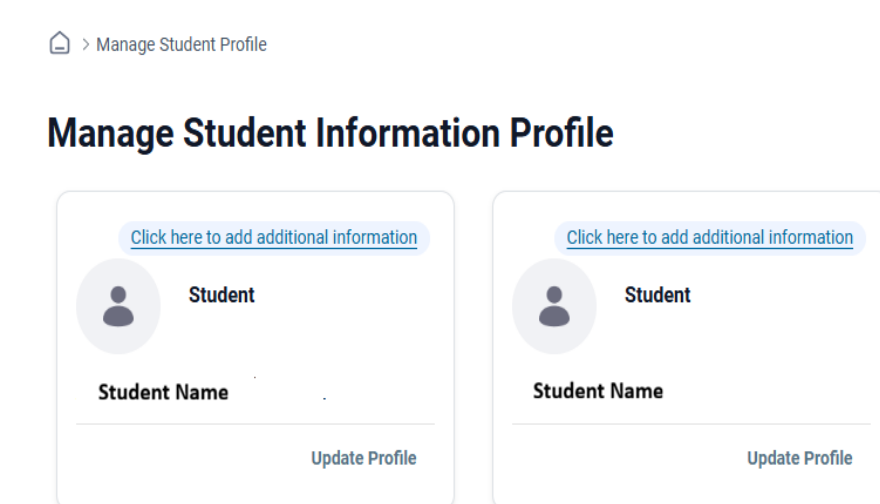 > Manage Student Profile
Manage Student Information Profile
Click here to add additional information
Student
Student Name
Update Profile
Click here to add additional information
Student
Student Name
Update Profile